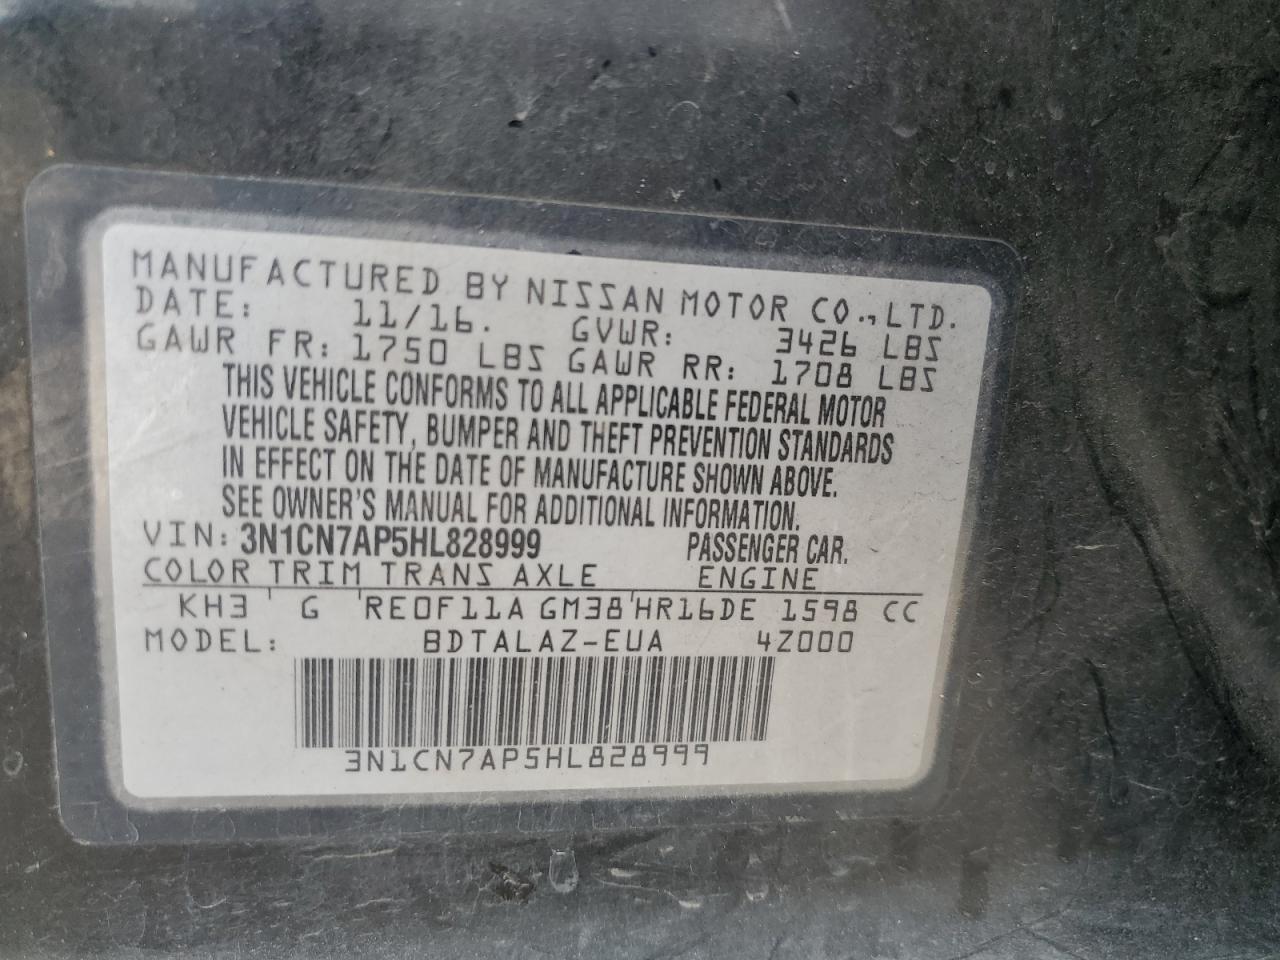 MANUFACTURED BY NISSAN MOTOR CO., LTD.
DATE: 11/16. GVWR: 3426 LBS
GAWR FR: 1750 LBS GAWR RR: 1708 LBS
THIS VEHICLE CONFORMS TO ALL APPLICABLE FEDERAL MOTOR
VEHICLE SAFETY, BUMPER AND THEFT PREVENTION STANDARDS
IN EFFECT ON THE DATE OF MANUFACTURE SHOWN ABOVE.
SEE OWNER'S MANUAL FOR ADDITIONAL INFORMATION.
VIN: 3N1CN7AP5HL828999 PASSENGER CAR.
COLOR TRIM TRANS AXLE ENGINE
KH3 G RE0F11A GM38 HR16DE 1598 CC
MODEL: BDTALAZ-EUA 4Z000
3N1CN7AP5HL828999